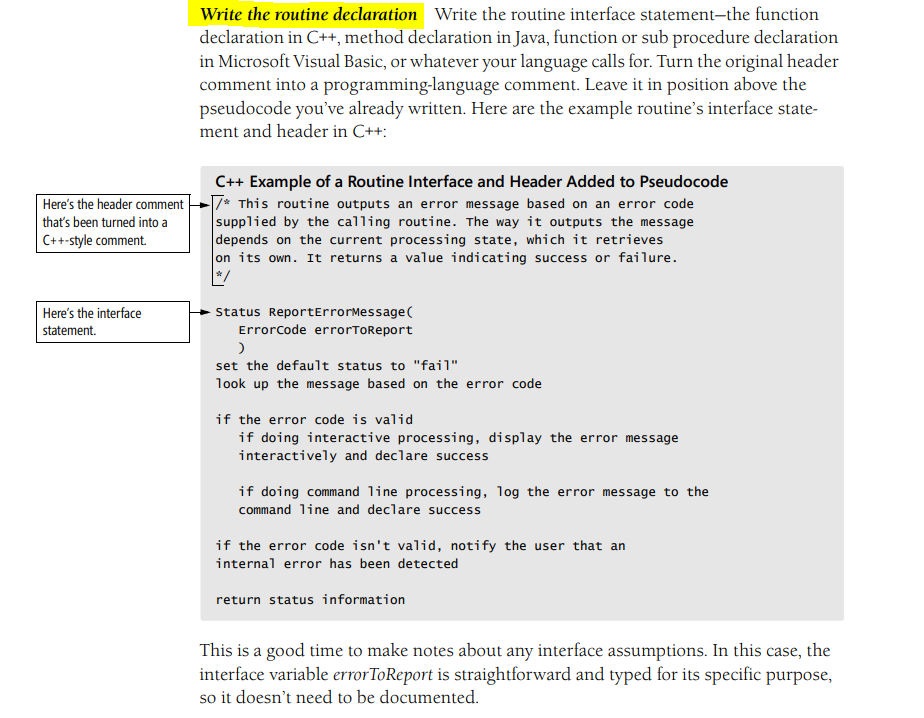 Write the routine declaration Write the routine interface statement—the function
declaration in C++, method declaration in Java, function or sub procedure declaration
in Microsoft Visual Basic, or whatever your language calls for. Turn the original header
comment into a programming-language comment. Leave it in position above the
pseudocode you've already written. Here are the example routine's interface state-
ment and header in C++:
C++ Example of a Routine Interface and Header Added to Pseudocode
Here's the header comment
that's been turned into a
C++-style comment.
/* This routine outputs an error message based on an error code
supplied by the calling routine. The way it outputs the message
depends on the current processing state, which it retrieves
on its own. It returns a value indicating success or failure.
*/
Here's the interface
statement.
Status ReportErrorMessage(
ErrorCode errorToReport
)
set the default status to "fail"
look up the message based on the error code
if the error code is valid
if doing interactive processing, display the error message
interactively and declare success
if doing command line processing, log the error message to the
command line and declare success
if the error code isn't valid, notify the user that an
internal error has been detected
return status information
This is a good time to make notes about any interface assumptions. In this case, the
interface variable errorToReport is straightforward and typed for its specific purpose,
so it doesn't need to be documented.